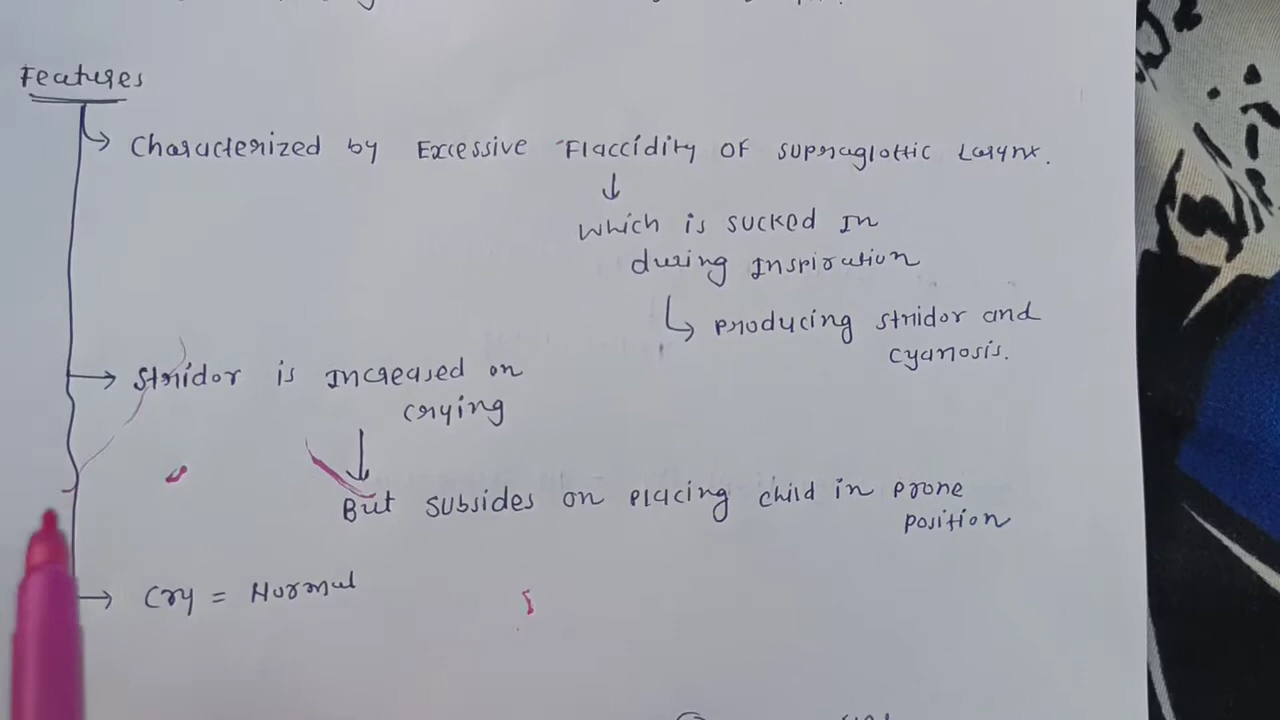 Features
Characterized by Excessive Flaccidity OF supraglottic Larynx.
which is sucked In
during Inspiration
Producing stridor and
cyanosis.
Stridor is Increased on
crying
But subsides on placing child in prone
position
Cry = Normal